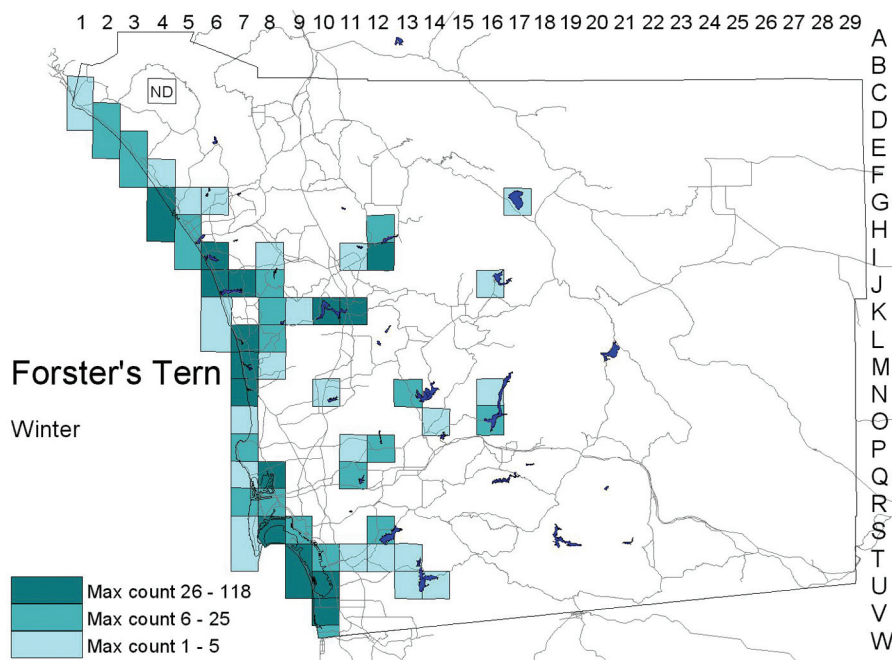 1 2 3 4 5 6 7 8 9 10 11 12 13 14 15 16 17 18 19 20 21 22 23 24 25 26 27 28 29
A
B
C
ND
D
E
F
G
H
I
J
K
L
M
Forster's Tern
N
Winter
O
P
Q
R
S
T
U
V
W
Max count 26 - 118
Max count 6 - 25
Max count 1 - 5